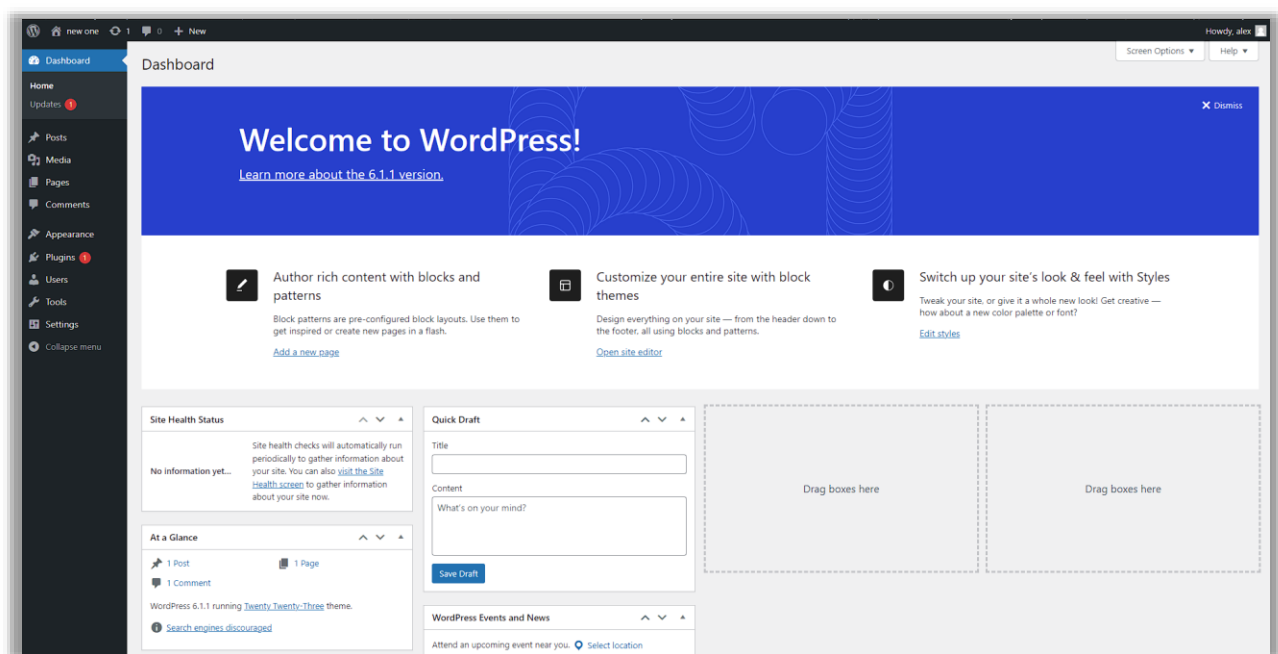 new one 1 0 + New
Howdy, alex
Dashboard
Home
Updates 1
Posts
Media
Pages
Comments
Appearance
Plugins 1
Users
Tools
Settings
Collapse menu
Dashboard
Screen Options ▼
Help ▼
Dismiss
Welcome to WordPress!
Learn more about the 6.1.1 version.
Author rich content with blocks and
patterns
Block patterns are pre-configured block layouts. Use them to
get inspired or create new pages in a flash.
Add a new page
Customize your entire site with block
themes
Design everything on your site — from the header down to
the footer, all using blocks and patterns.
Open site editor
Switch up your site's look & feel with Styles
Tweak your site, or give it a whole new look! Get creative —
how about a new color palette or font?
Edit styles
Site Health Status
No information yet...
Site health checks will automatically run
periodically to gather information about
your site. You can also visit the Site
Health screen to gather information
about your site now.
At a Glance
1 Post
1 Page
1 Comment
WordPress 6.1.1 running Twenty Twenty-Three theme.
Search engines discouraged
Quick Draft
Title
Content
What's on your mind?
Save Draft
WordPress Events and News
Attend an upcoming event near you. Select location
Drag boxes here
Drag boxes here